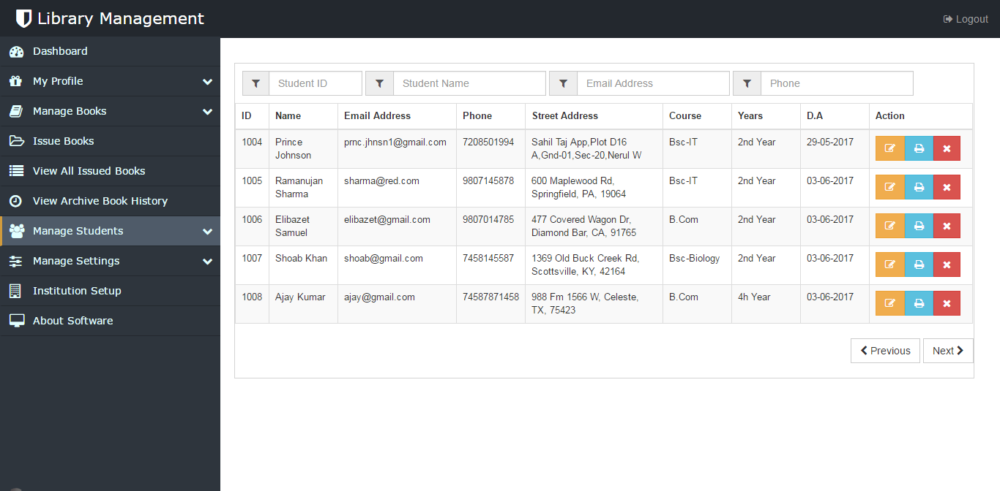 Library Management
Logout
Dashboard
My Profile
Manage Books
Issue Books
View All Issued Books
View Archive Book History
Manage Students
Manage Settings
Institution Setup
About Software
Student ID Student Name Email Address Phone
ID Name Email Address Phone Street Address Course Years D.A Action
1004 Prince prnc.jhnsn1@gmail.com 7208501994 Sahil Taj App,Plot D16 Bsc-IT 2nd Year 29-05-2017
Johnson A,Gnd-01,Sec-20,Nerul W
1005 Ramanujan sharma@red.com 9807145878 600 Maplewood Rd, Bsc-IT 2nd Year 03-06-2017
Sharma Springfield, PA, 19064
1006 Elibazet elibazet@gmail.com 9807014785 477 Covered Wagon Dr, B.Com 2nd Year 03-06-2017
Samuel Diamond Bar, CA, 91765
1007 Shoab Khan shoab@gmail.com 7458145587 1369 Old Buck Creek Rd, Bsc-Biology 2nd Year 03-06-2017
Scottsville, KY, 42164
1008 Ajay Kumar ajay@gmail.com 74587871458 988 Fm 1566 W, Celeste, B.Com 4h Year 03-06-2017
TX, 75423
Previous Next